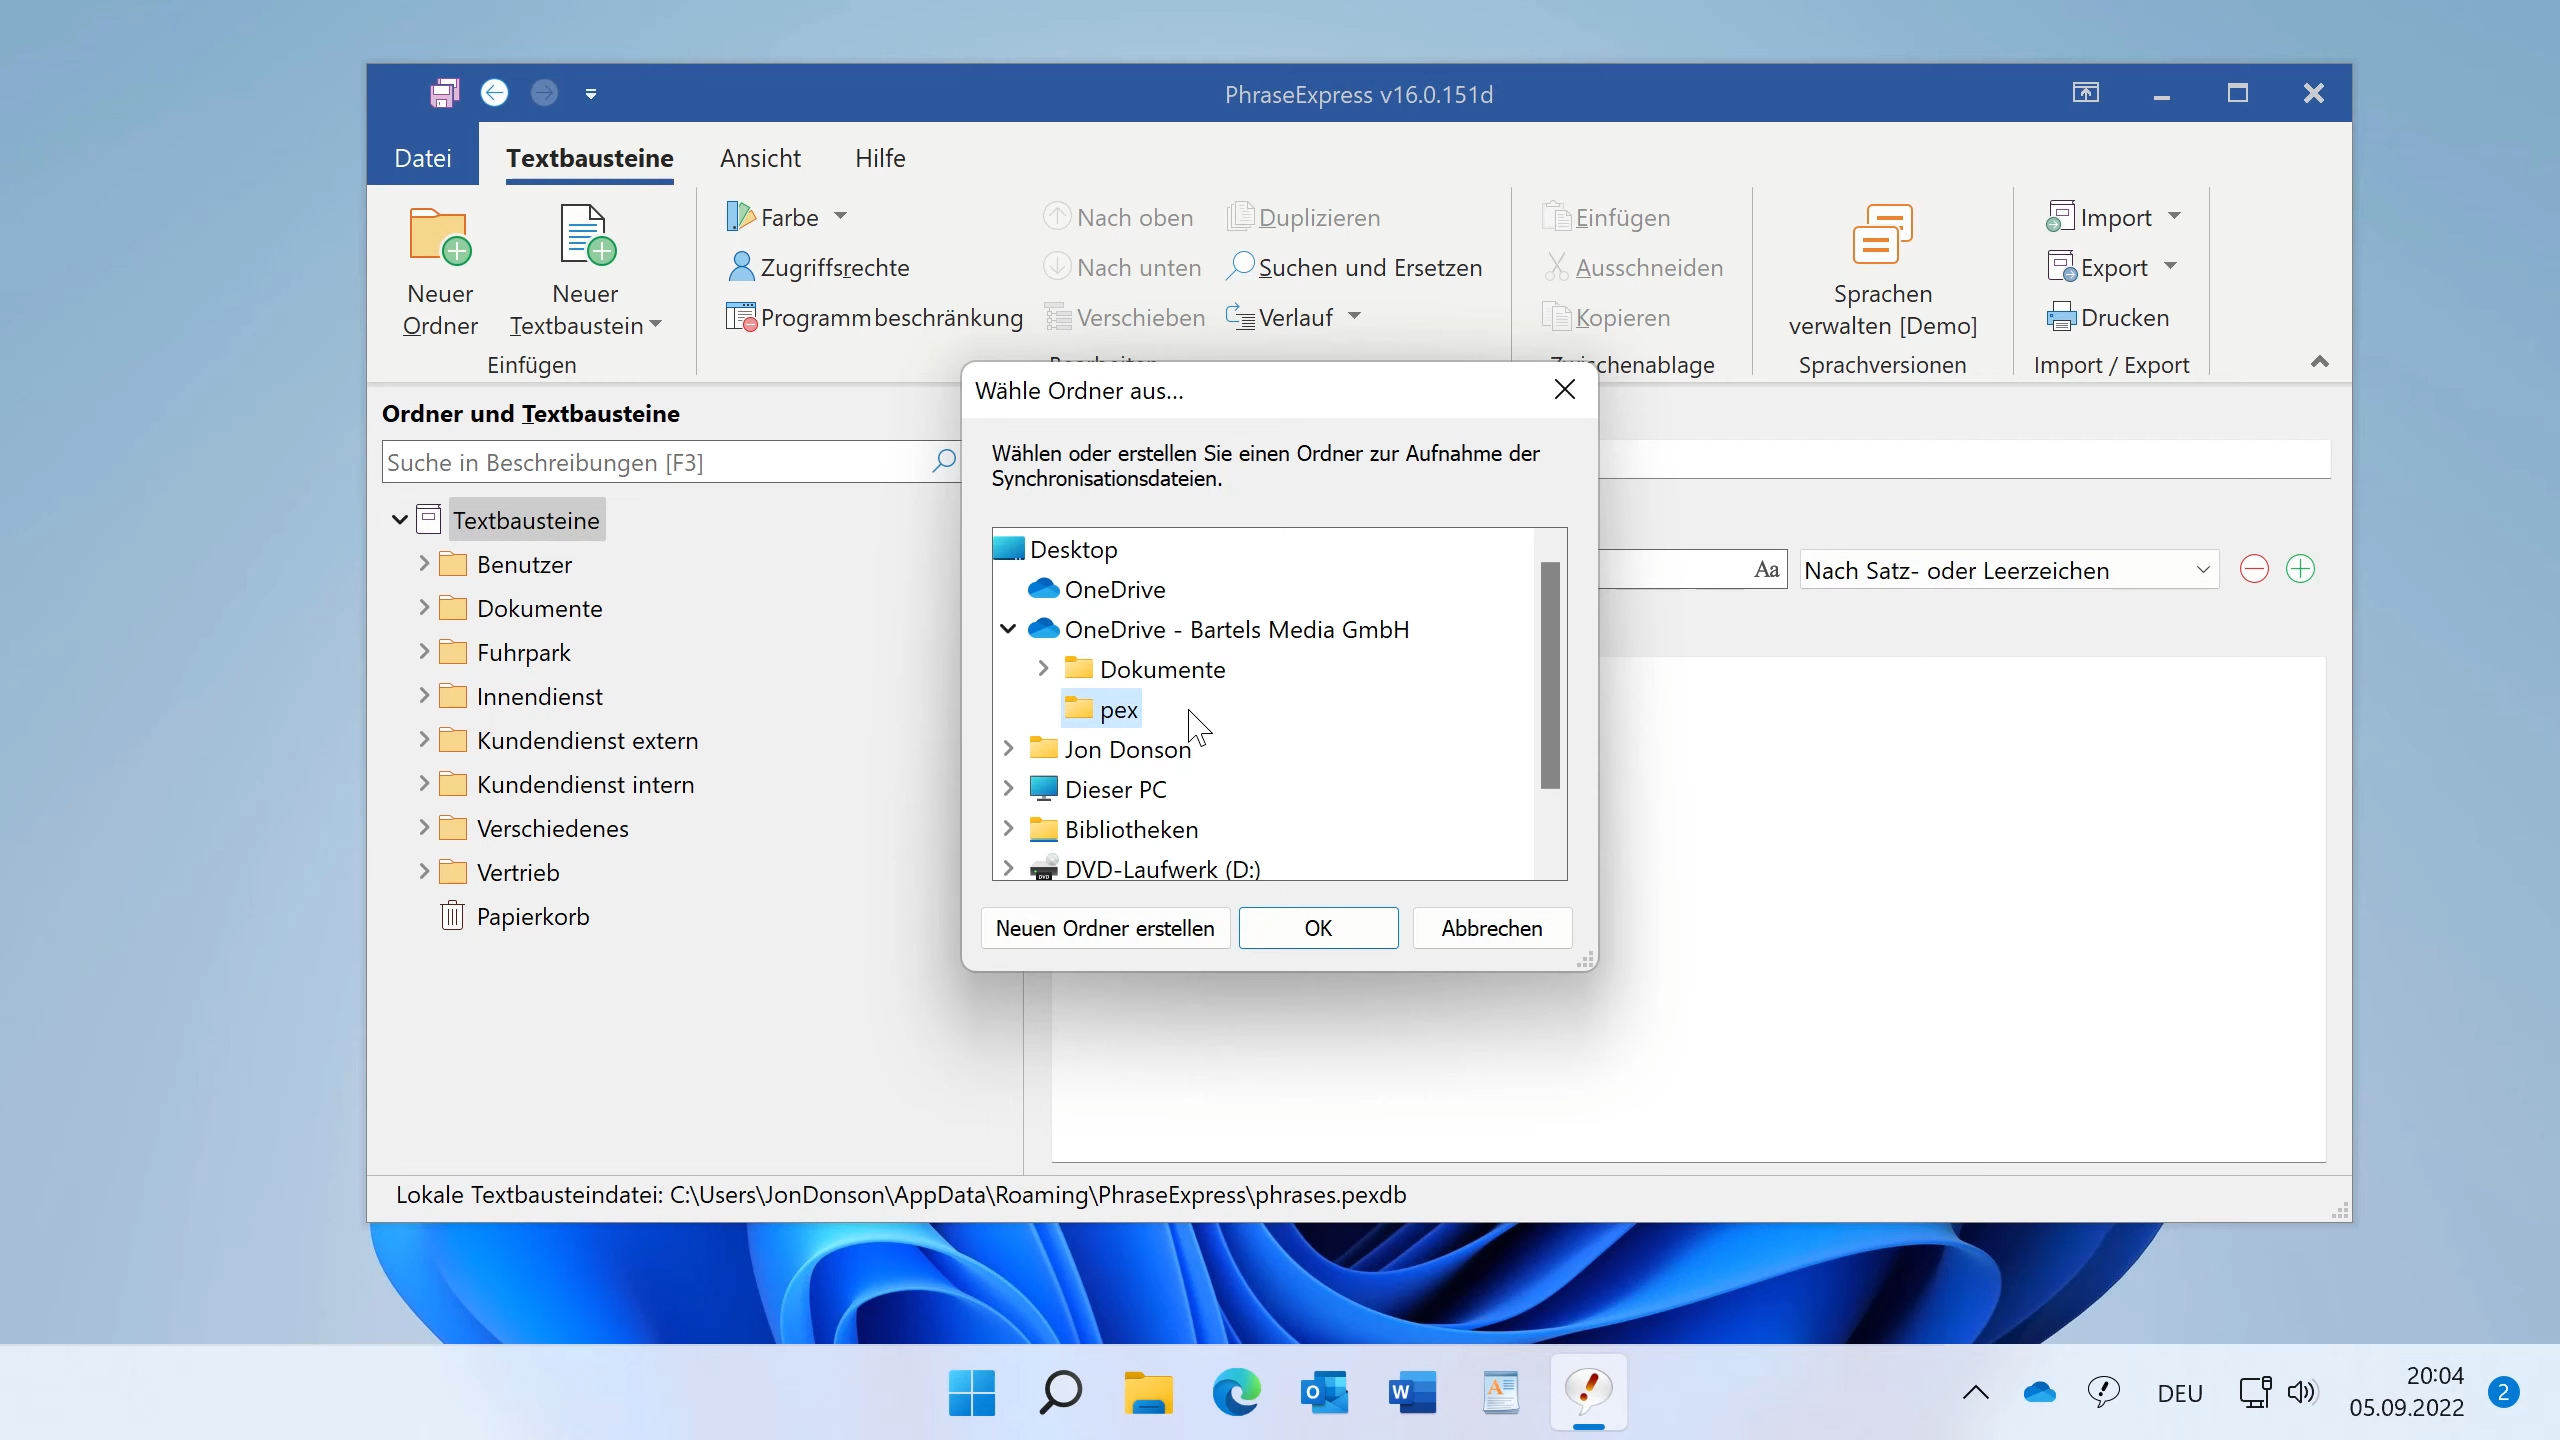 PhraseExpress v16.0.151d
Datei
Textbausteine
Ansicht
Hilfe
Neuer
Ordner
Neuer
Textbaustein
Einfügen
Farbe
Zugriffsrechte
Programmbeschränkung
Nach oben
Nach unten
Verschieben
Duplizieren
Suchen und Ersetzen
Verlauf
Einfügen
Ausschneiden
Kopieren
Sprachen
verwalten [Demo]
Sprachversionen
Import
Export
Drucken
Import / Export
Ordner und Textbausteine
Suche in Beschreibungen [F3]
Textbausteine
Benutzer
Dokumente
Fuhrpark
Innendienst
Kundendienst extern
Kundendienst intern
Verschiedenes
Vertrieb
Papierkorb
Wähle Ordner aus...
Wählen oder erstellen Sie einen Ordner zur Aufnahme der
Synchronisationsdateien.
Desktop
OneDrive
OneDrive - Bartels Media GmbH
Dokumente
pex
Jon Donson
Dieser PC
Bibliotheken
DVD-Laufwerk (D:)
Neuen Ordner erstellen
OK
Abbrechen
Aa
Nach Satz- oder Leerzeichen
Lokale Textbausteindatei: C:\Users\JonDonson\AppData\Roaming\PhraseExpress\phrases.pexdb
DEU
20:04
05.09.2022
2